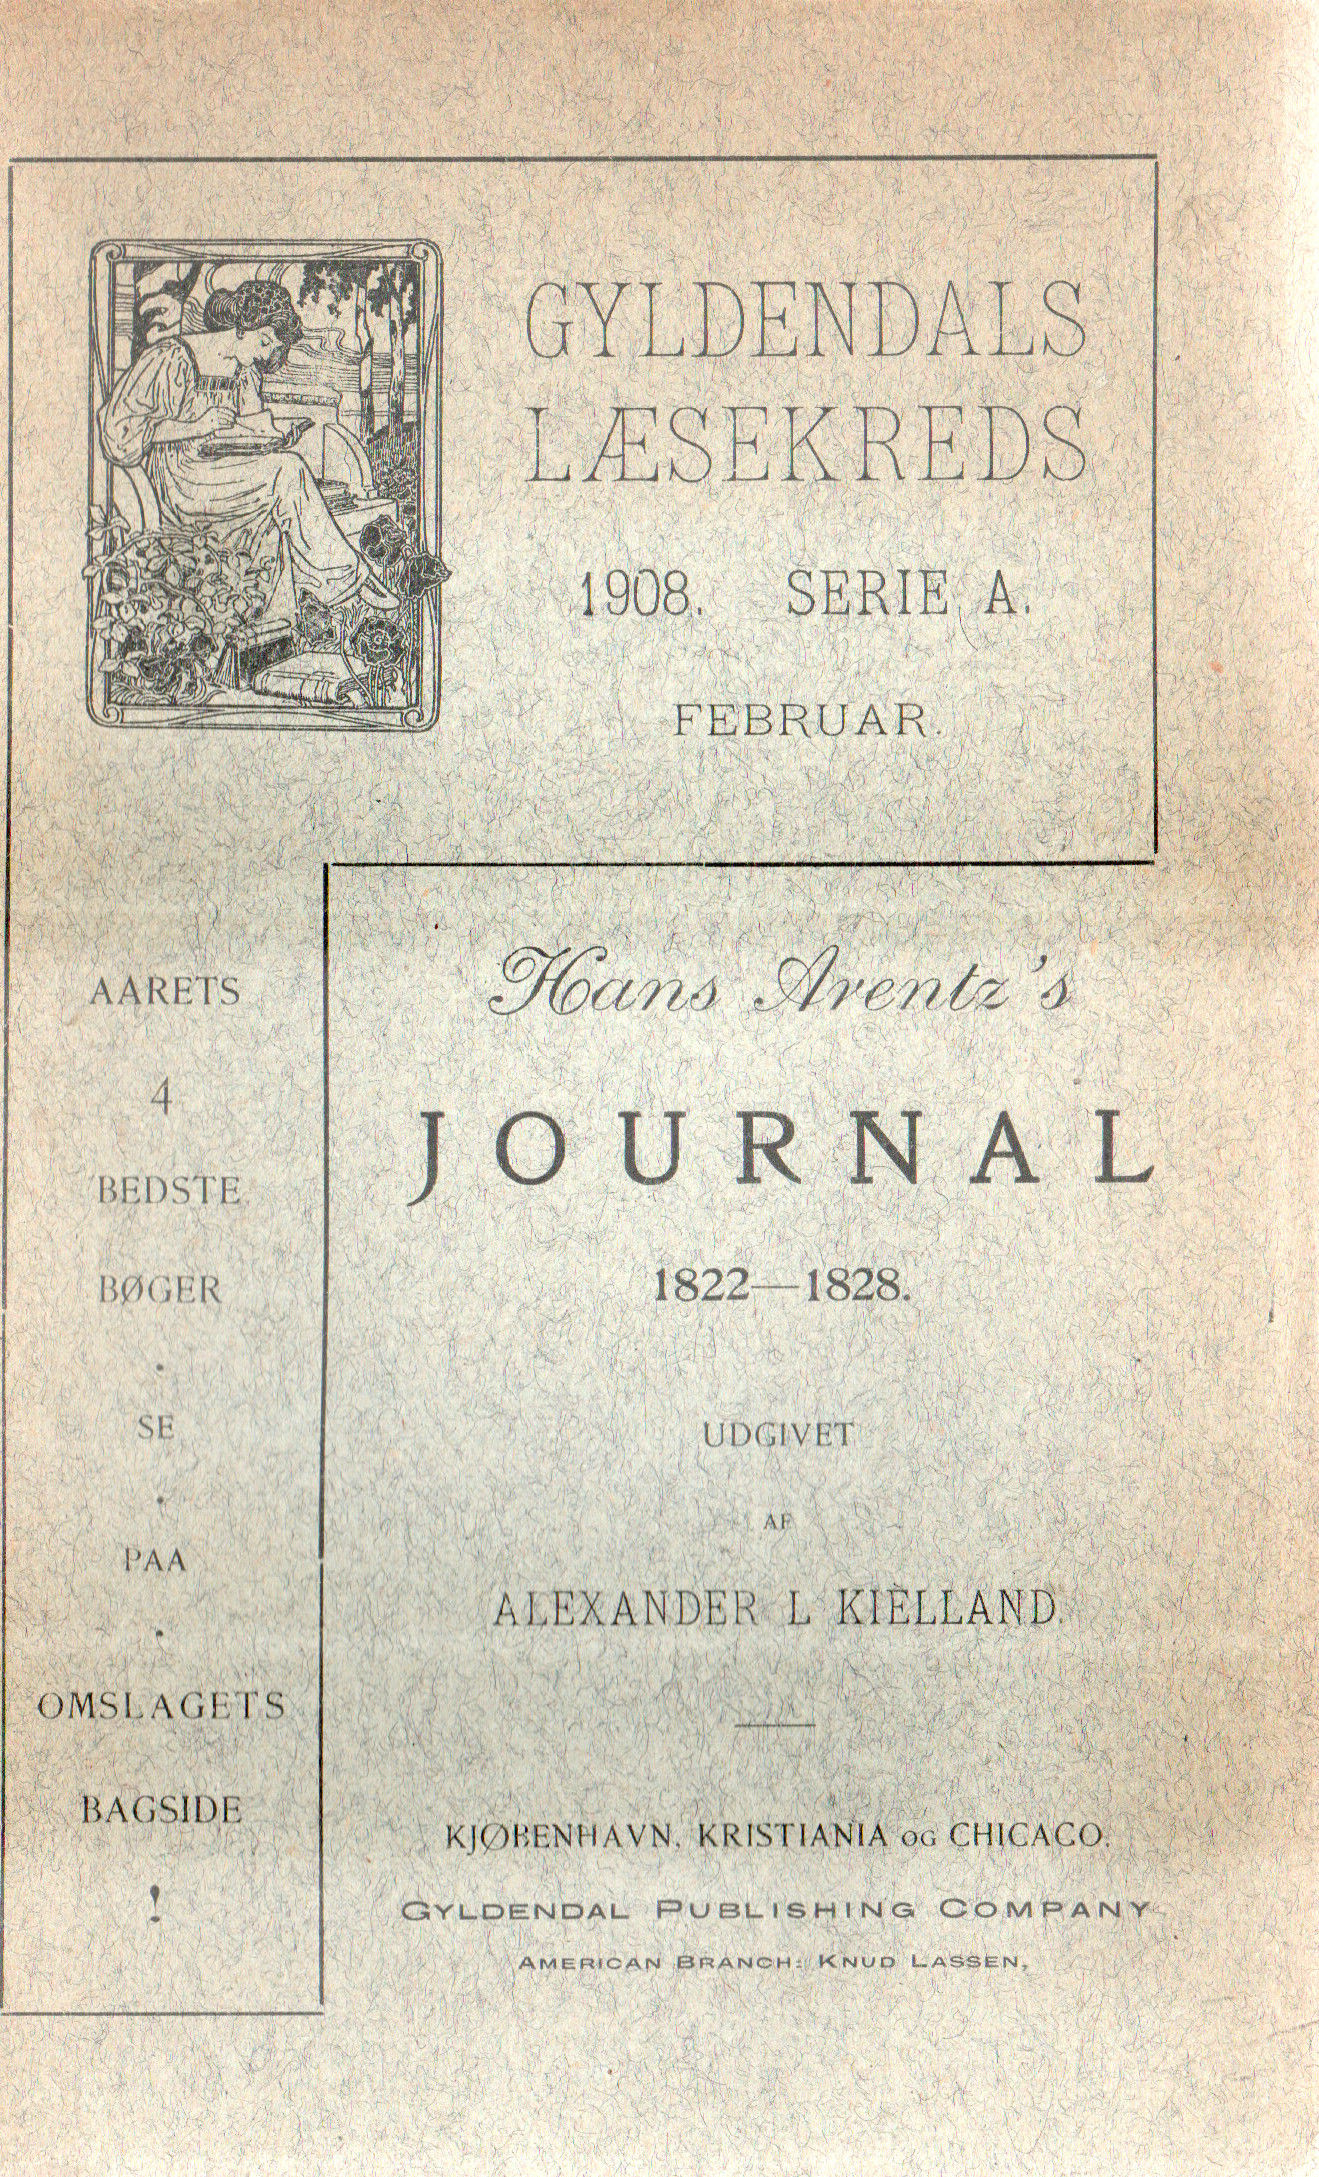 GYLDENDALS
LÆSEKREDS
1908. SERIE A.
FEBRUAR.
AARETS
4
BEDSTE
BØGER
•
SE
•
PAA
•
OMSLAGETS
BAGSIDE
!
Hans Arentz's
JOURNAL
1822—1828.
UDGIVET
AF
ALEXANDER L KIELLAND.
KJØBENHAVN, KRISTIANIA OG CHICAGO.
GYLDENDAL PUBLISHING COMPANY
AMERICAN BRANCH: KNUD LASSEN,